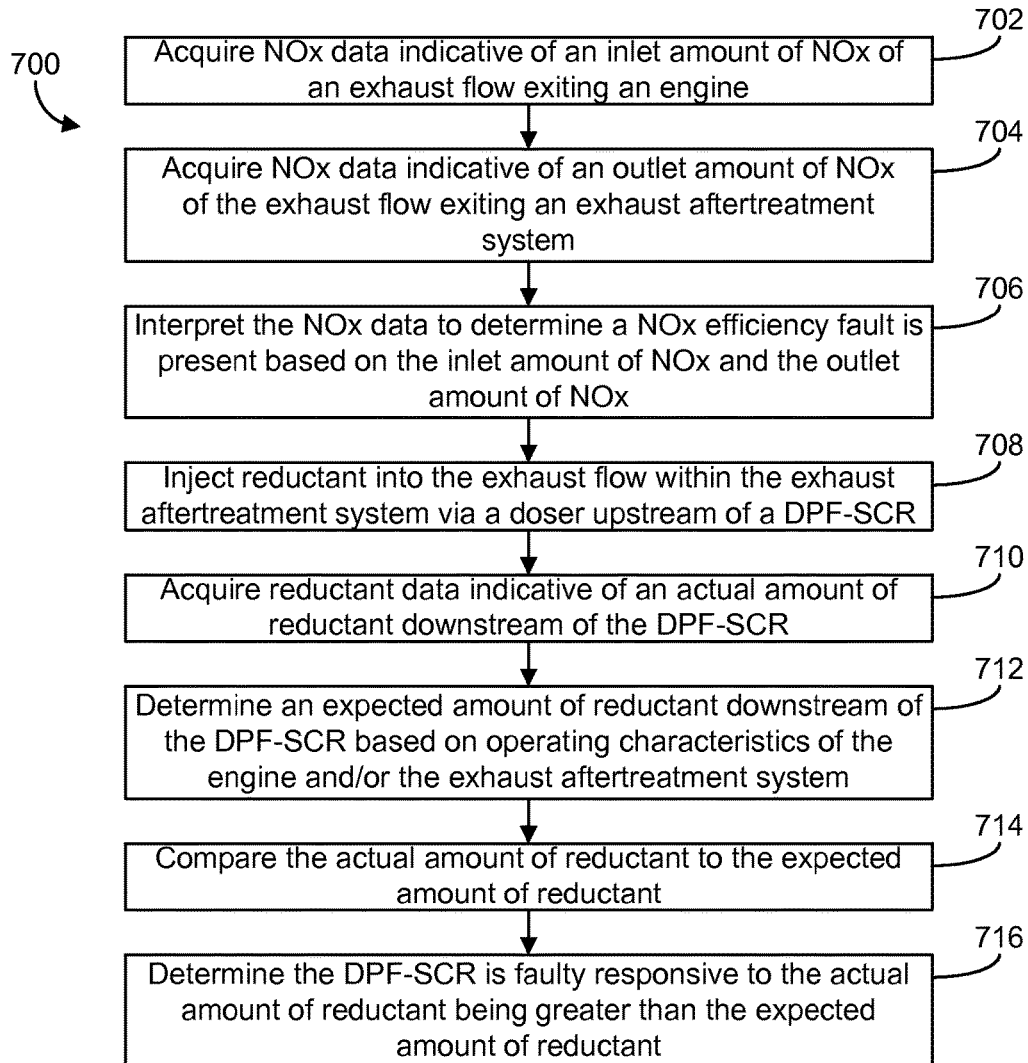 700
702
Acquire NOx data indicative of an inlet amount of NOx of
an exhaust flow exiting an engine
704
Acquire NOx data indicative of an outlet amount of NOx
of the exhaust flow exiting an exhaust aftertreatment
system
706
Interpret the NOx data to determine a NOx efficiency fault is
present based on the inlet amount of NOx and the outlet
amount of NOx
708
Inject reductant into the exhaust flow within the exhaust
aftertreatment system via a doser upstream of a DPF-SCR
710
Acquire reductant data indicative of an actual amount of
reductant downstream of the DPF-SCR
712
Determine an expected amount of reductant downstream of
the DPF-SCR based on operating characteristics of the
engine and/or the exhaust aftertreatment system
714
Compare the actual amount of reductant to the expected
amount of reductant
716
Determine the DPF-SCR is faulty responsive to the actual
amount of reductant being greater than the expected
amount of reductant